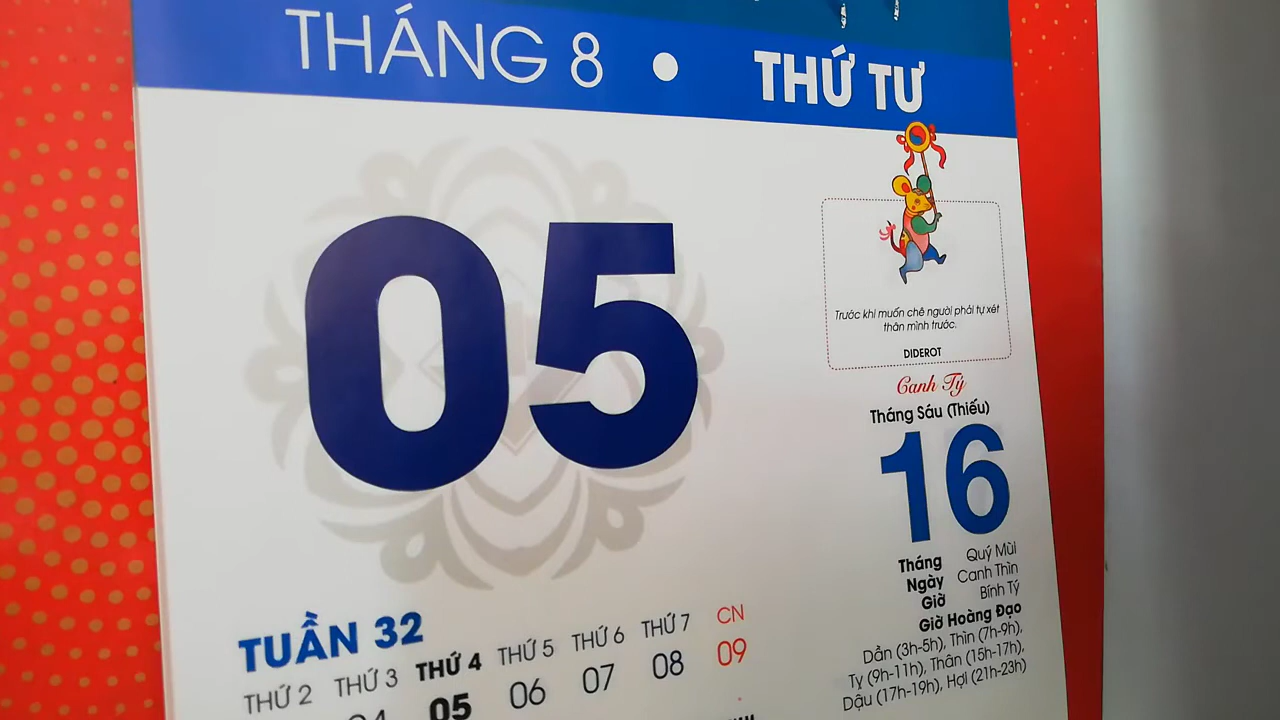 THÁNG 8 • THỨ TƯ
05
Trước khi muốn chê người phải tự xét
thân mình trước.
DIDEROT
Canh Tý
Tháng Sáu (Thiếu)
16
Tháng Quý Mùi
Ngày Canh Thìn
Giờ Bính Tý
Giờ Hoàng Đạo
Dần (3h-5h), Thìn (7h-9h),
Tỵ (9h-11h), Thân (15h-17h),
Dậu (17h-19h), Hợi (21h-23h)
TUẦN 32
THỨ 2 THỨ 3 THỨ 4 THỨ 5 THỨ 6 THỨ 7 CN
04 05 06 07 08 09